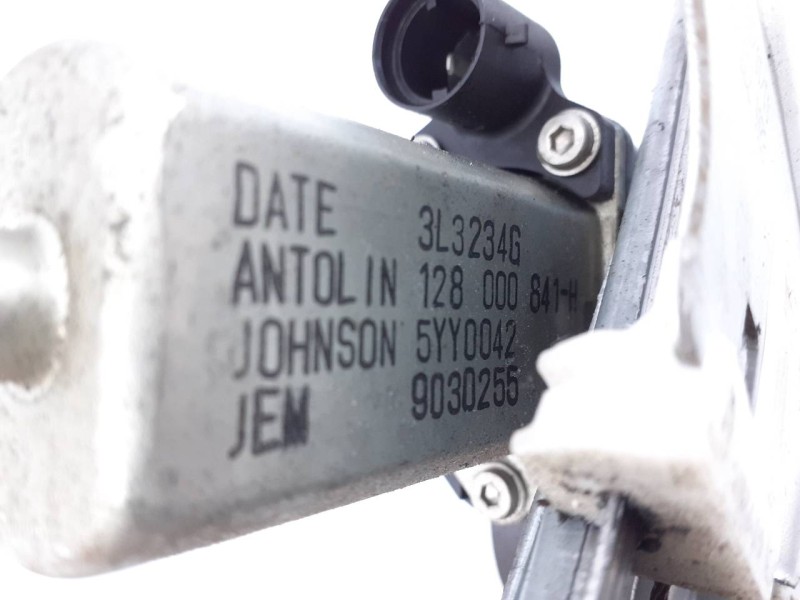 DATE 3L3234G
ANTOLIN 128 000 841-H
JOHNSON 5YY0042
JEM 9030255